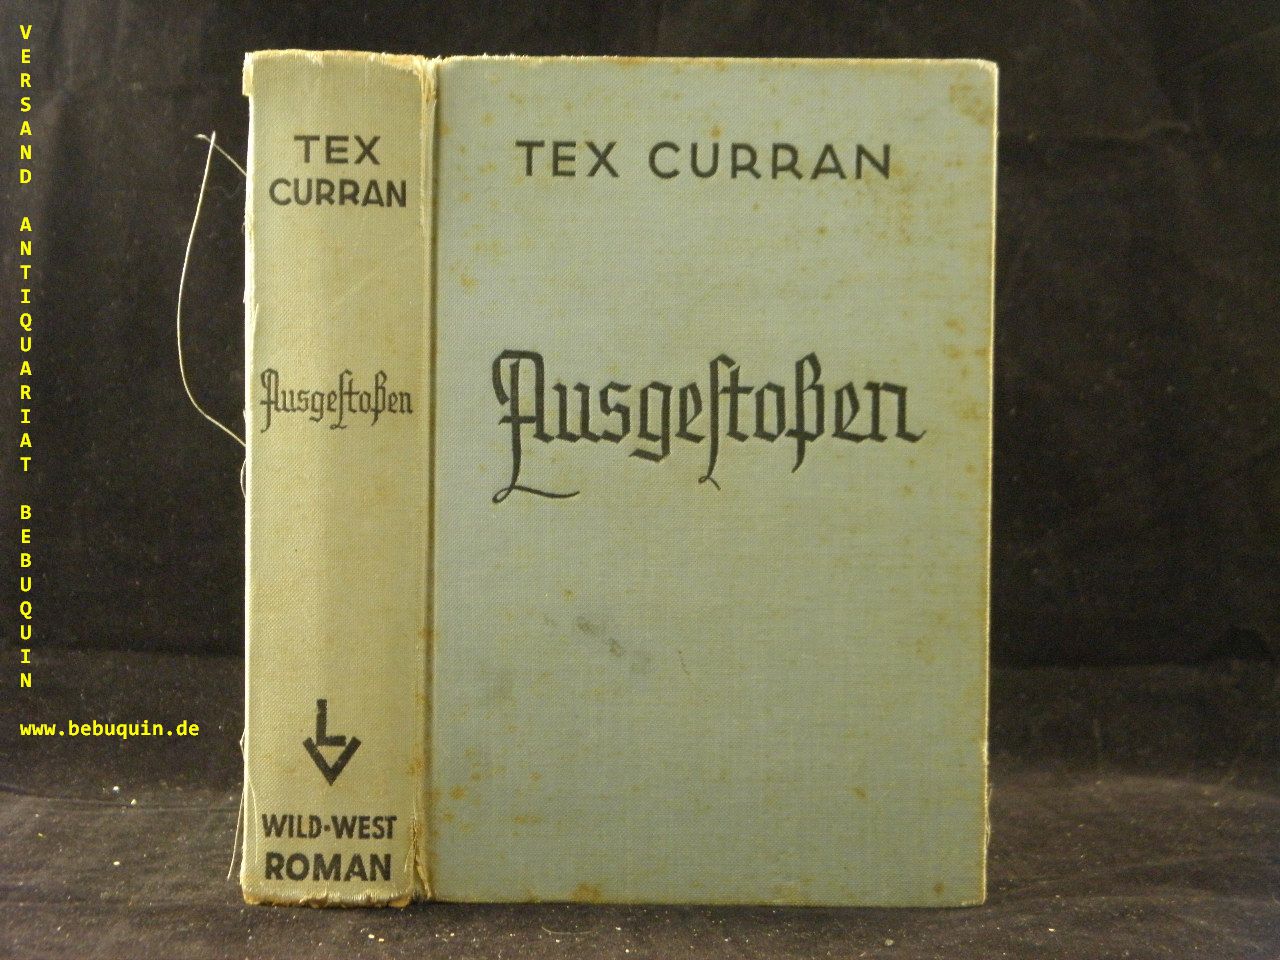 VERSAND ANTIQUARIAT BEBUQUIN
www.bebuquin.de
TEX
CURRAN
Ausgeſtoßen
L
WILD-WEST
ROMAN
TEX CURRAN
Ausgeſtoßen